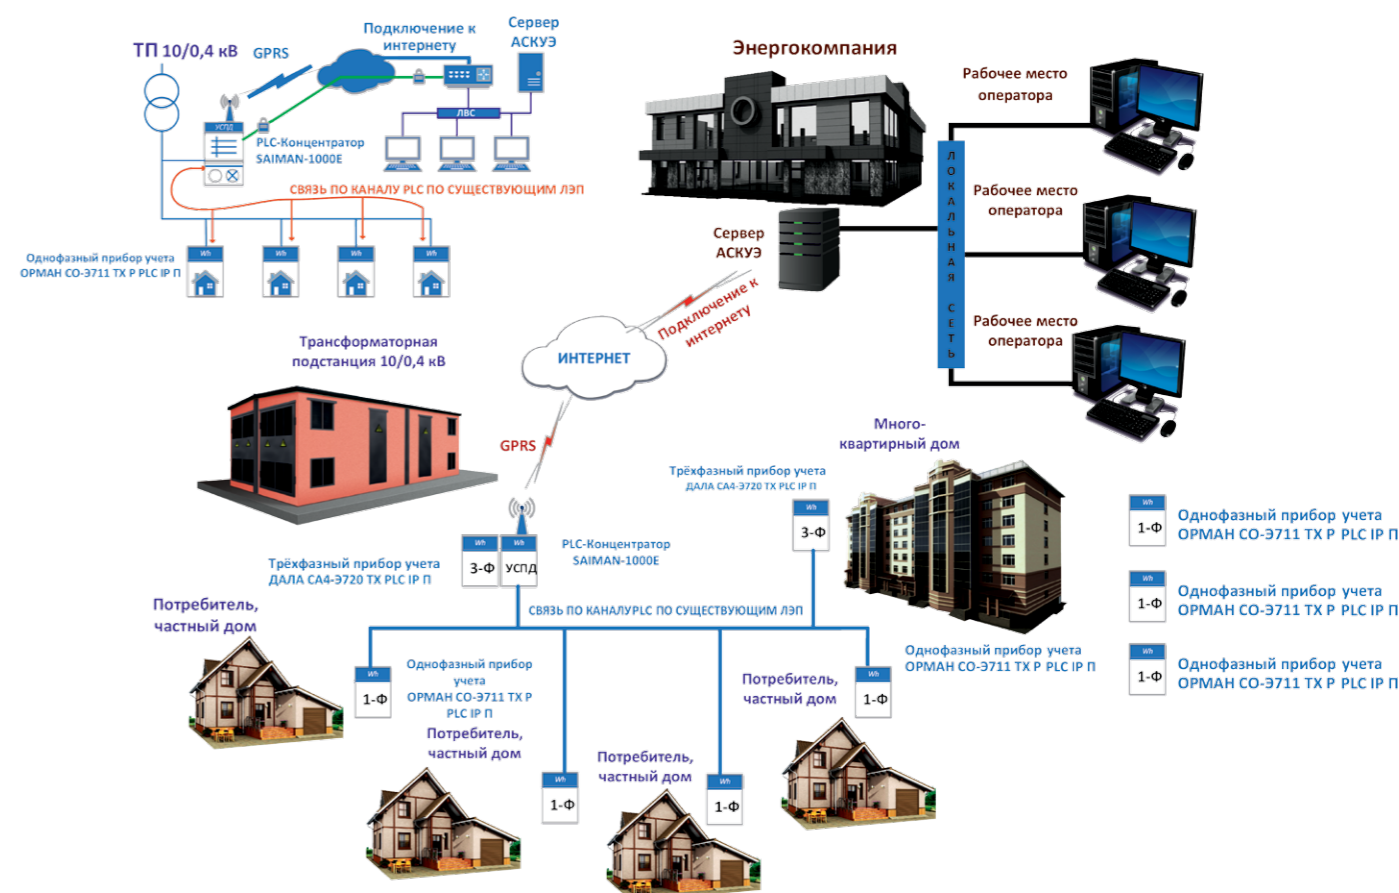 ТП 10/0,4 кВ
GPRS
Подключение к
интернету
Сервер
АСКУЭ
УСПД
ЛВС
PLC-Концентратор
SAIMAN-1000E
СВЯЗЬ ПО КАНАЛУ PLC ПО СУЩЕСТВУЮЩИМ ЛЭП
Wh
Wh
Wh
Wh
Однофазный прибор учета
ОРМАН СО-Э711 ТХ Р PLC IP П
Энергокомпания
Рабочее место
оператора
Рабочее место
оператора
Рабочее место
оператора
ЛОКАЛЬНАЯ СЕТЬ
Сервер
АСКУЭ
Подключение к
интернету
ИНТЕРНЕТ
GPRS
Трансформаторная
подстанция 10/0,4 кВ
Много-
квартирный дом
Трёхфазный прибор учета
ДАЛА СА4-Э720 ТХ PLC IP П
Wh
3-Ф
Wh
3-Ф
Wh
УСПД
PLC-Концентратор
SAIMAN-1000E
Трёхфазный прибор учета
ДАЛА СА4-Э720 ТХ PLC IP П
СВЯЗЬ ПО КАНАЛУPLC ПО СУЩЕСТВУЮЩИМ ЛЭП
Wh
1-Ф
Однофазный прибор учета
ОРМАН СО-Э711 ТХ Р PLC IP П
Wh
1-Ф
Однофазный прибор учета
ОРМАН СО-Э711 ТХ Р PLC IP П
Wh
1-Ф
Однофазный прибор учета
ОРМАН СО-Э711 ТХ Р PLC IP П
Потребитель,
частный дом
Wh
1-Ф
Однофазный прибор
учета
ОРМАН СО-Э711 ТХ Р
PLC IP П
Потребитель,
частный дом
Wh
1-Ф
Потребитель,
частный дом
Wh
1-Ф
Потребитель,
частный дом
Wh
1-Ф
Однофазный прибор учета
ОРМАН СО-Э711 ТХ Р PLC IP П